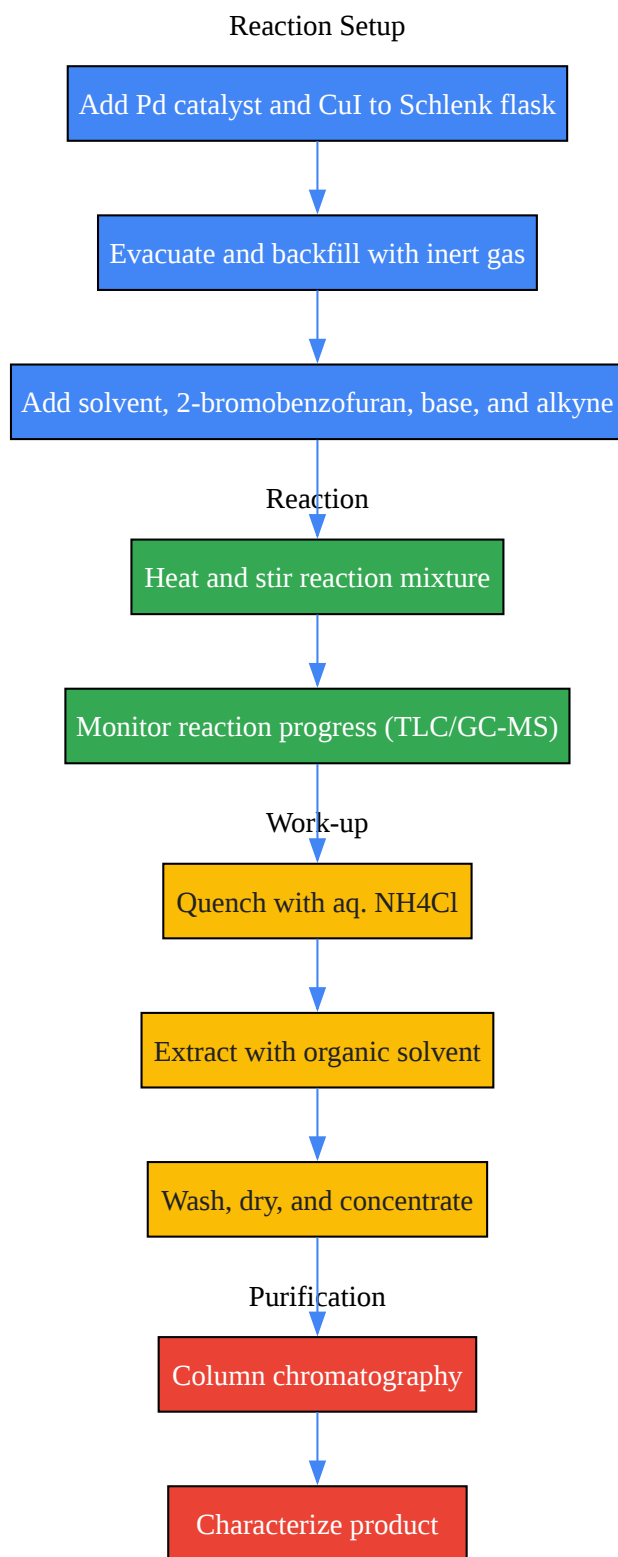 Reaction Setup
Add Pd catalyst and CuI to Schlenk flask
Evacuate and backfill with inert gas
Add solvent, 2-bromobenzofuran, base, and alkyne
Reaction
Heat and stir reaction mixture
Monitor reaction progress (TLC/GC-MS)
Work-up
Quench with aq. NH4Cl
Extract with organic solvent
Wash, dry, and concentrate
Purification
Column chromatography
Characterize product